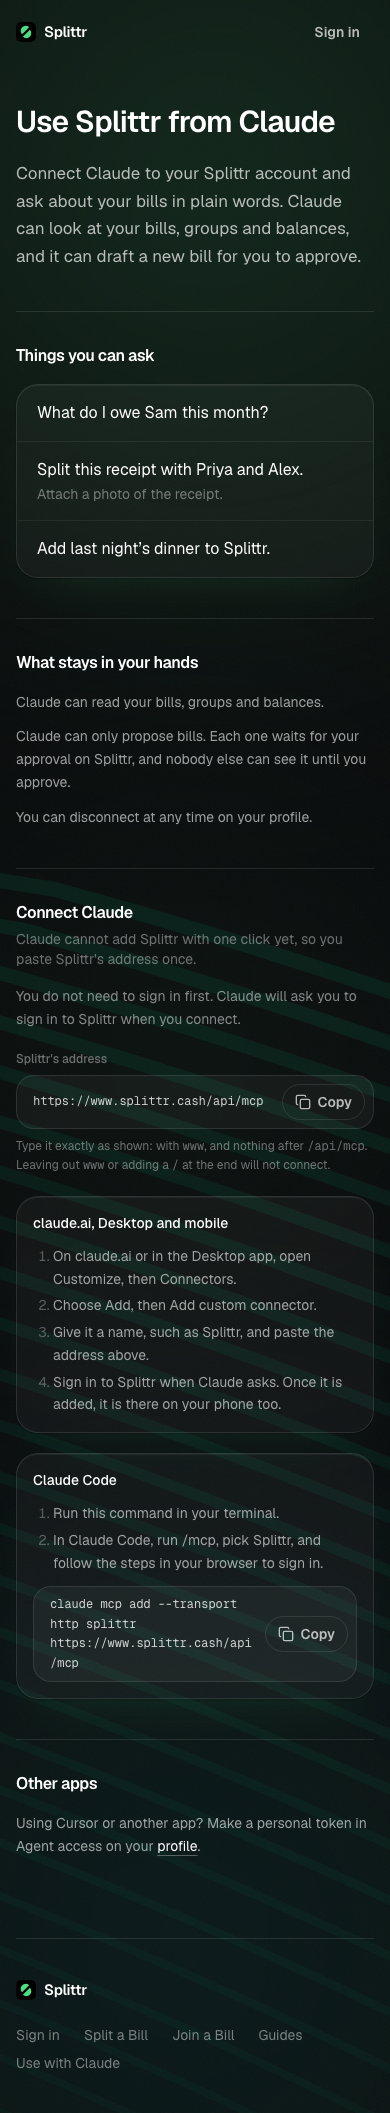 Splittr
Sign in
Use Splittr from Claude
Connect Claude to your Splittr account and
ask about your bills in plain words. Claude
can look at your bills, groups and balances,
and it can draft a new bill for you to approve.
Things you can ask
What do I owe Sam this month?
Split this receipt with Priya and Alex.
Attach a photo of the receipt.
Add last night’s dinner to Splittr.
What stays in your hands
Claude can read your bills, groups and balances.
Claude can only propose bills. Each one waits for your
approval on Splittr, and nobody else can see it until you
approve.
You can disconnect at any time on your profile.
Connect Claude
Claude cannot add Splittr with one click yet, so you
paste Splittr's address once.
You do not need to sign in first. Claude will ask you to
sign in to Splittr when you connect.
Splittr's address
https://www.splittr.cash/api/mcp
Copy
Type it exactly as shown: with www, and nothing after /api/mcp.
Leaving out www or adding a / at the end will not connect.
claude.ai, Desktop and mobile
1. On claude.ai or in the Desktop app, open
Customize, then Connectors.
2. Choose Add, then Add custom connector.
3. Give it a name, such as Splittr, and paste the
address above.
4. Sign in to Splittr when Claude asks. Once it is
added, it is there on your phone too.
Claude Code
1. Run this command in your terminal.
2. In Claude Code, run /mcp, pick Splittr, and
follow the steps in your browser to sign in.
claude mcp add --transport
http splittr
https://www.splittr.cash/api
/mcp
Copy
Other apps
Using Cursor or another app? Make a personal token in
Agent access on your profile.
Splittr
Sign in
Split a Bill
Join a Bill
Guides
Use with Claude